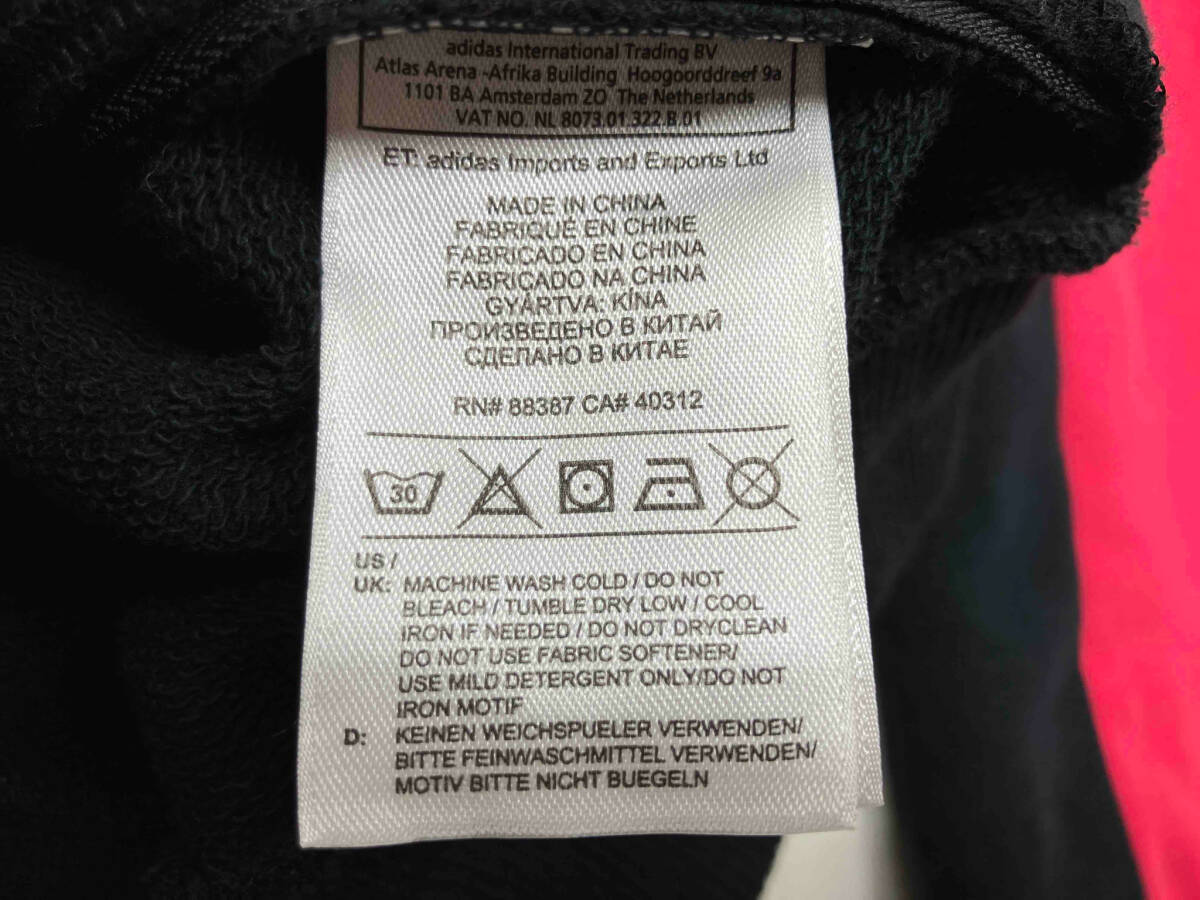 adidas International Trading BV
Atlas Arena -Afrika Building Hoogoorddreef 9a
1101 BA Amsterdam ZO The Netherlands
VAT NO. NL 8073.01.322.B.01
ET: adidas Imports and Exports Ltd
MADE IN CHINA
FABRIQUÉ EN CHINE
FABRICADO EN CHINA
FABRICADO NA CHINA
GYÁRTVA: KÍNA
ПРОИЗВЕДЕНО В КИТАЙ
СДЕЛАНО В КИТАЕ
RN# 88387 CA# 40312
30
US /
UK: MACHINE WASH COLD / DO NOT
BLEACH / TUMBLE DRY LOW / COOL
IRON IF NEEDED / DO NOT DRYCLEAN
DO NOT USE FABRIC SOFTENER/
USE MILD DETERGENT ONLY/DO NOT
IRON MOTIF
D: KEINEN WEICHSPUELER VERWENDEN/
BITTE FEINWASCHMITTEL VERWENDEN/
MOTIV BITTE NICHT BUEGELN